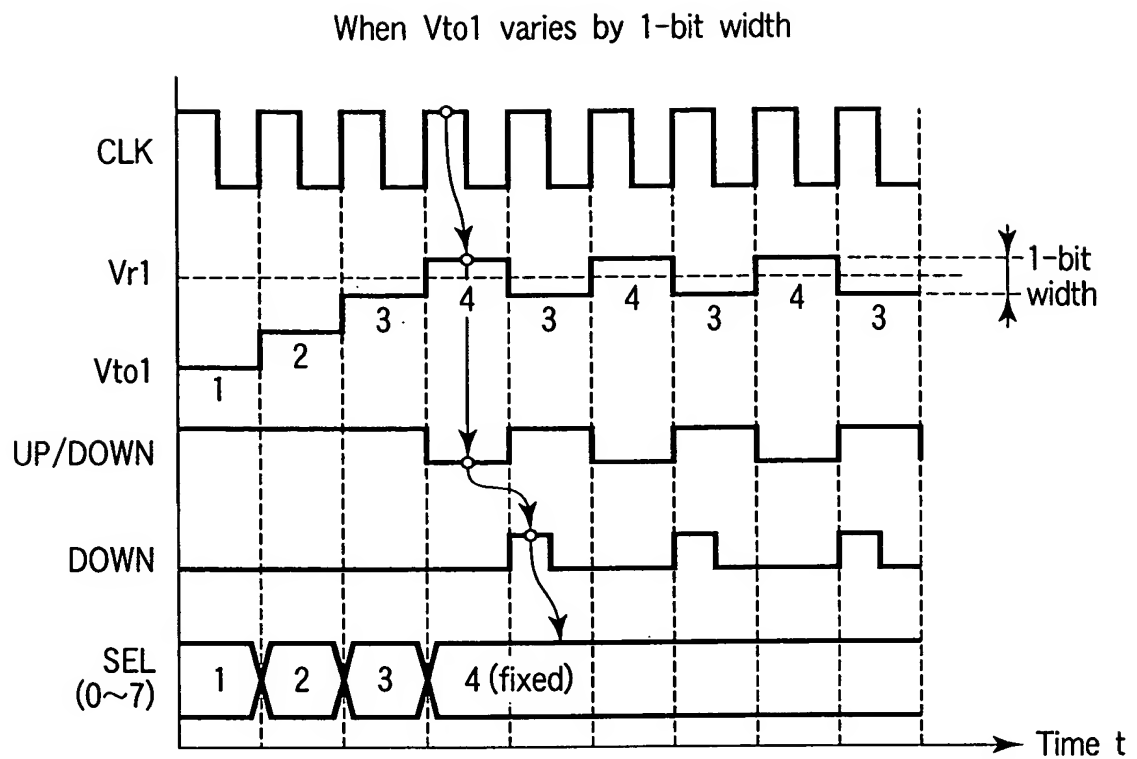 When Vto1 varies by 1-bit width
CLK
Vr1
1-bit
width
4 4 4
3 3 3 3
2
Vto1
1
UP/DOWN
DOWN
SEL
(0~7)
1 2 3 4 (fixed)
Time t